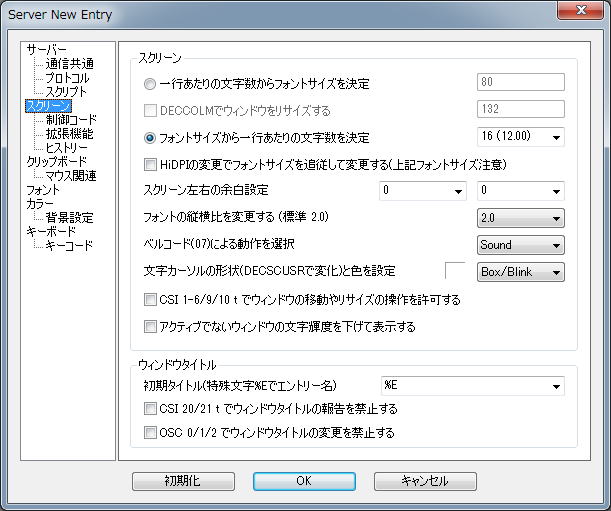 Server New Entry
サーバー
通信共通
プロトコル
スクリプト
スクリーン
制御コード
拡張機能
ヒストリー
クリップボード
マウス関連
フォント
カラー
背景設定
キーボード
キーコード
スクリーン
一行あたりの文字数からフォントサイズを決定 80
DECCOLMでウィンドウをリサイズする 132
フォントサイズから一行あたりの文字数を決定 16 (12.00)
HiDPIの変更でフォントサイズを追従して変更する(上記フォントサイズ注意)
スクリーン左右の余白設定 0 0
フォントの縦横比を変更する (標準 2.0) 2.0
ベルコード(07)による動作を選択 Sound
文字カーソルの形状(DECSCUSRで変化)と色を設定 Box/Blink
CSI 1-6/9/10 t でウィンドウの移動やリサイズの操作を許可する
アクティブでないウィンドウの文字輝度を下げて表示する
ウィンドウタイトル
初期タイトル(特殊文字%Eでエントリー名) %E
CSI 20/21 t でウィンドウタイトルの報告を禁止する
OSC 0/1/2 でウィンドウタイトルの変更を禁止する
初期化 OK キャンセル